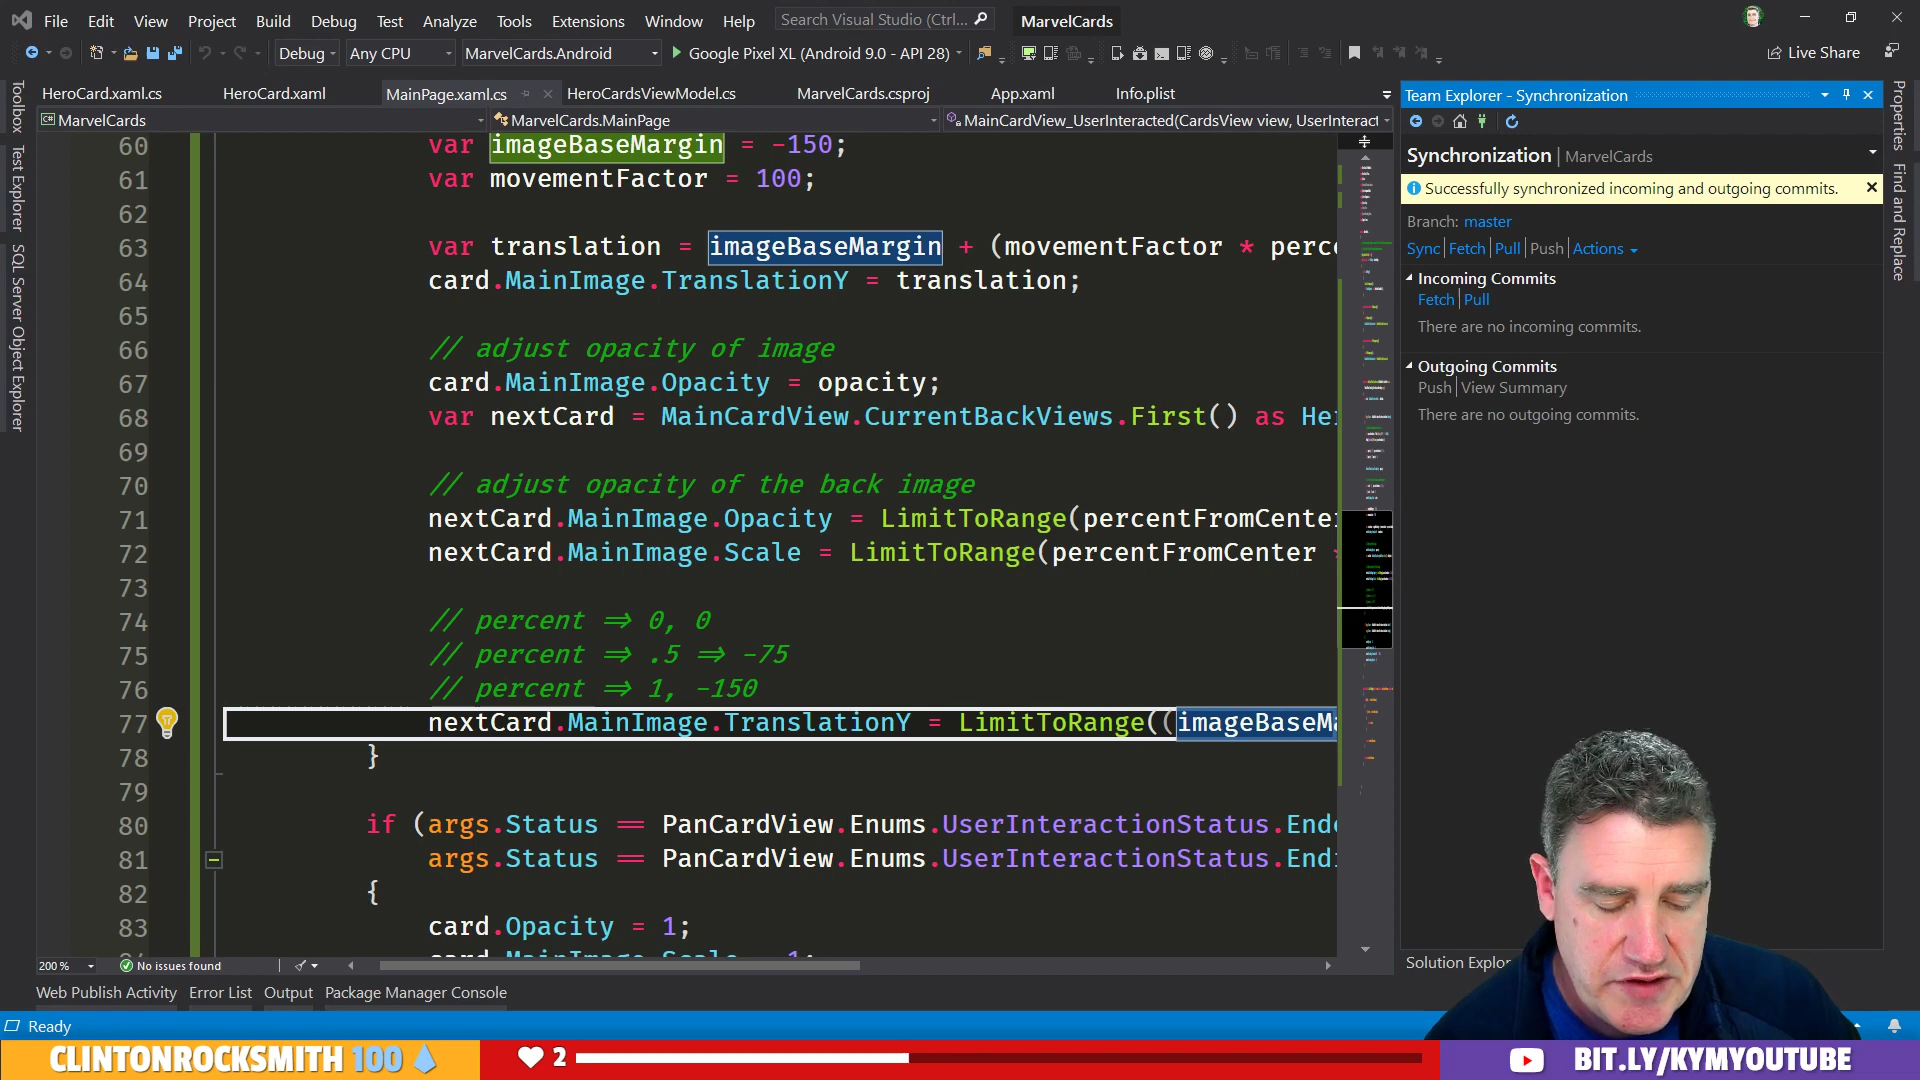 File Edit View Project Build Debug Test Analyze Tools Extensions Window Help Search Visual Studio (Ctrl... MarvelCards
Debug Any CPU MarvelCards.Android Google Pixel XL (Android 9.0 - API 28) Live Share
HeroCard.xaml.cs HeroCard.xaml MainPage.xaml.cs HeroCardsViewModel.cs MarvelCards.csproj App.xaml Info.plist
MarvelCards MarvelCards.MainPage MainCardView_UserInteracted(CardsView view, UserInteract
60 var imageBaseMargin = -150;
61 var movementFactor = 100;
62
63 var translation = imageBaseMargin + (movementFactor * perc
64 card.MainImage.TranslationY = translation;
65
66 // adjust opacity of image
67 card.MainImage.Opacity = opacity;
68 var nextCard = MainCardView.CurrentBackViews.First() as He
69
70 // adjust opacity of the back image
71 nextCard.MainImage.Opacity = LimitToRange(percentFromCenter
72 nextCard.MainImage.Scale = LimitToRange(percentFromCenter *
73
74 // percent => 0, 0
75 // percent => .5 => -75
76 // percent => 1, -150
77 nextCard.MainImage.TranslationY = LimitToRange((imageBaseMa
78 }
79
80 if (args.Status == PanCardView.Enums.UserInteractionStatus.Ende
81 args.Status == PanCardView.Enums.UserInteractionStatus.Endi
82 {
83 card.Opacity = 1;
200 % No issues found
Web Publish Activity Error List Output Package Manager Console
Ready
Toolbox
Test Explorer
SQL Server Object Explorer
Team Explorer - Synchronization
Synchronization | MarvelCards
Successfully synchronized incoming and outgoing commits.
Branch: master
Sync Fetch Pull Push Actions
Incoming Commits
Fetch Pull
There are no incoming commits.
Outgoing Commits
Push View Summary
There are no outgoing commits.
Solution Explor
Properties
Find and Replace
CLINTONROCKSMITH 100 2 BIT.LY/KYMYOUTUBE